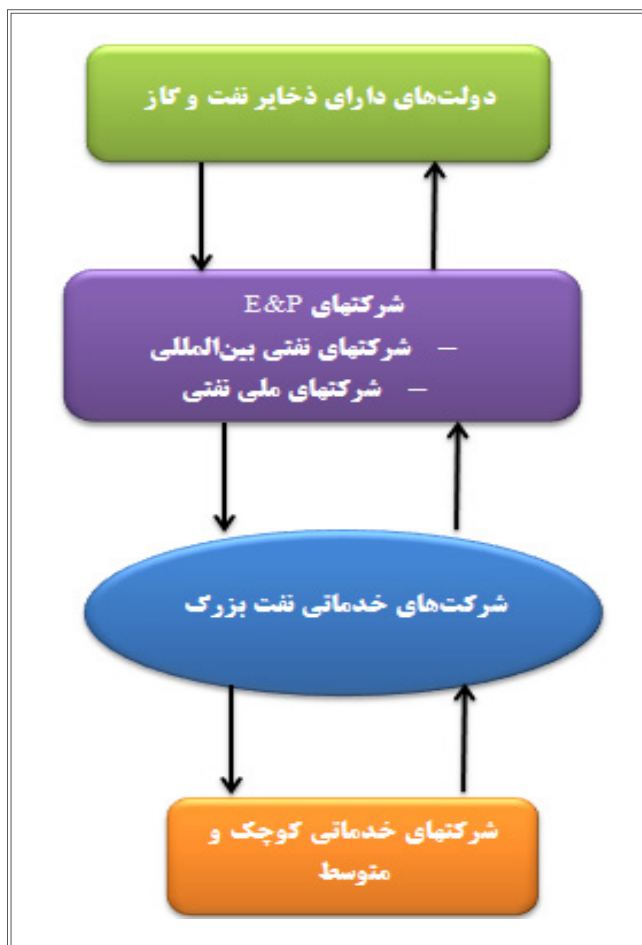 دولت‌های دارای ذخایر نفت و گاز
شرکتهای E&P
– شرکتهای نفتی بین‌المللی
– شرکتهای ملی نفتی
شرکت‌های خدماتی نفت بزرگ
شرکتهای خدماتی کوچک و
متوسط